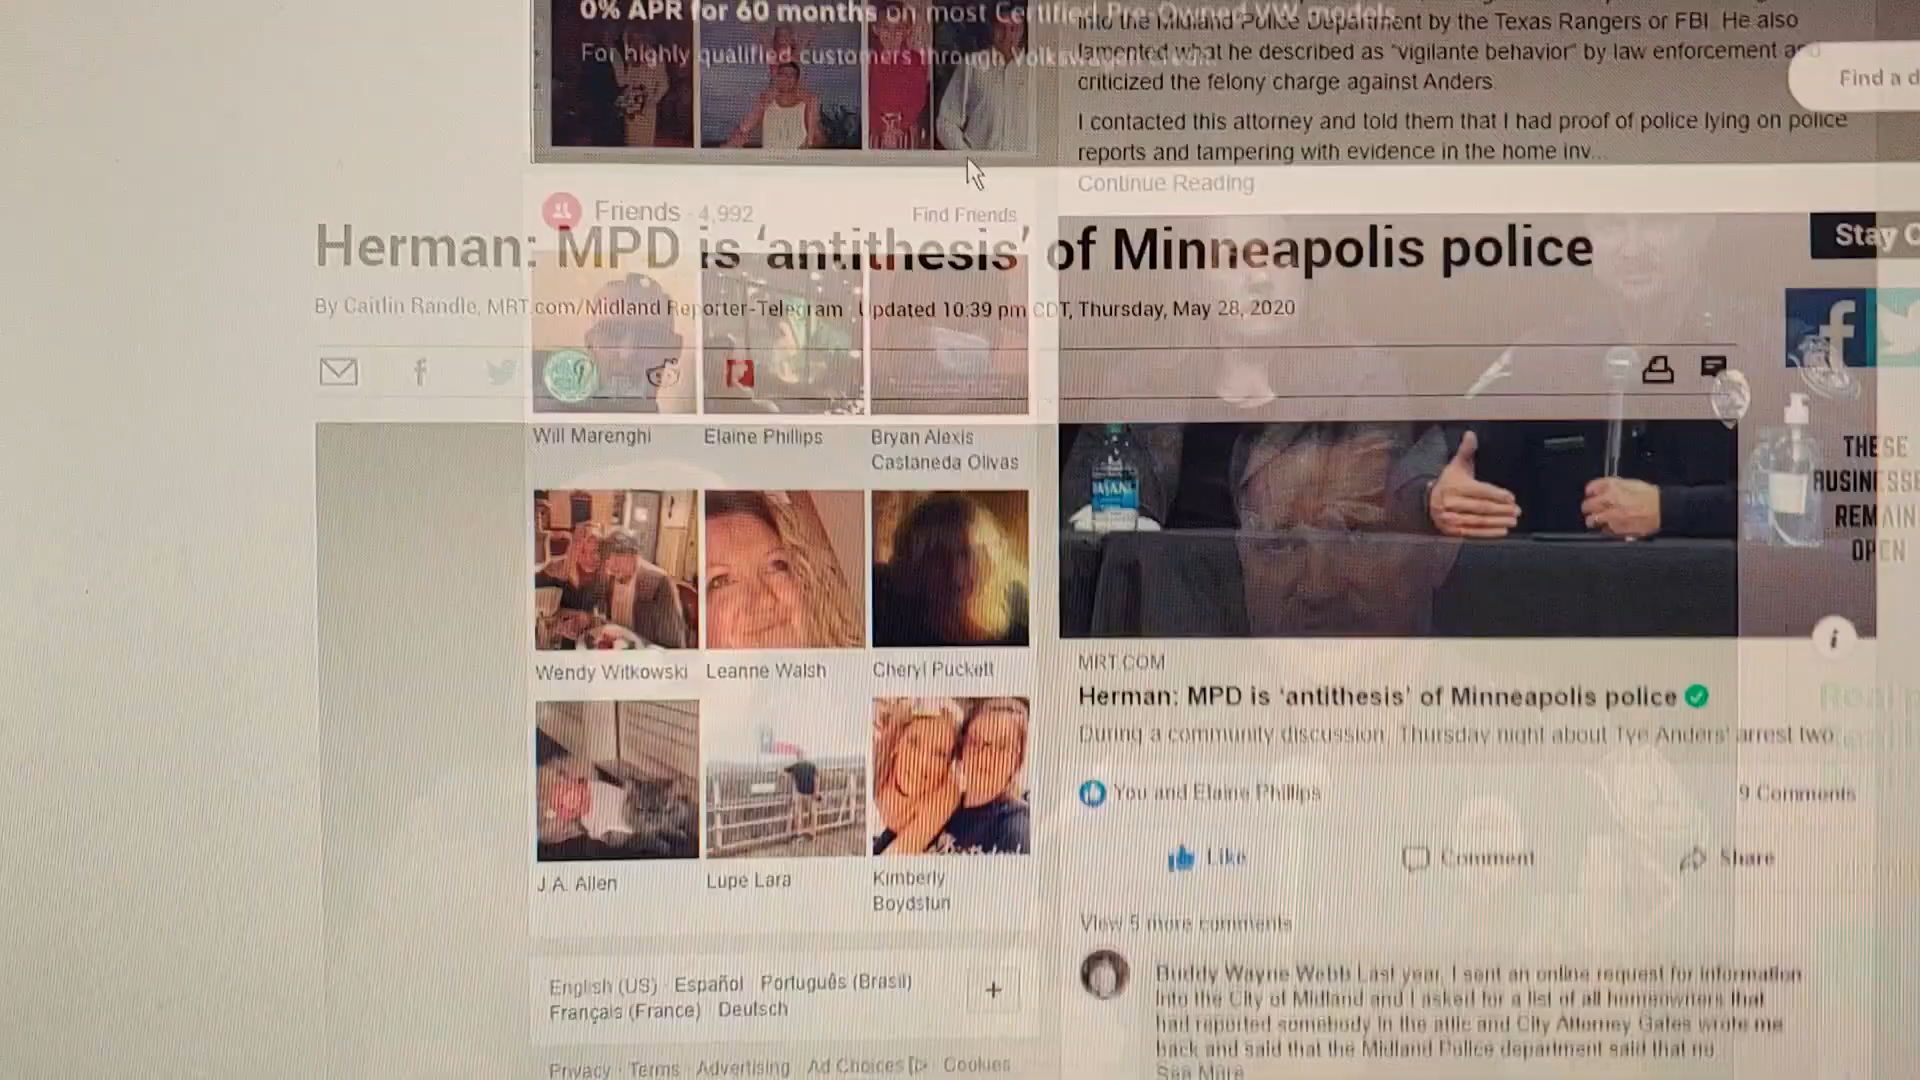 0% APR for 60 months on most Certified Pre-Owned VW models
For highly qualified customers through Volkswagen
into the Midland Police Department by the Texas Rangers or FBI. He also
lamented what he described as "vigilante behavior" by law enforcement
criticized the felony charge against Anders.
I contacted this attorney and told them that I had proof of police lying on police
reports and tampering with evidence in the home inv...
Continue Reading
Find a d
Friends · 4,992
Find Friends
Herman: MPD is 'antithesis' of Minneapolis police
Stay C
By Caitlin Randle, MRT.com/Midland Reporter-Telegram
Updated 10:39 pm CDT, Thursday, May 28, 2020
Will Marenghi
Elaine Phillips
Bryan Alexis
Castaneda Olivas
DASANI
THESE
BUSINESSE
REMAIN
OPEN
Wendy Witkowski
Leanne Walsh
Cheryl Puckett
MRT.COM
Herman: MPD is 'antithesis' of Minneapolis police
During a community discussion Thursday night about Tye Anders' arrest two
You and Elaine Phillips
9 Comments
Like
Comment
Share
J.A. Allen
Lupe Lara
Kimberly
Boydstun
View 5 more comments
Buddy Wayne Webb Last year, I sent an online request for information
into the City of Midland and I asked for a list of all homeowners that
had reported somebody in the attic and City Attorney Gates wrote me
back and said that the Midland Police department said that no
See More
English (US) · Español · Português (Brasil)
Français (France) · Deutsch
Privacy · Terms · Advertising · Ad Choices · Cookies